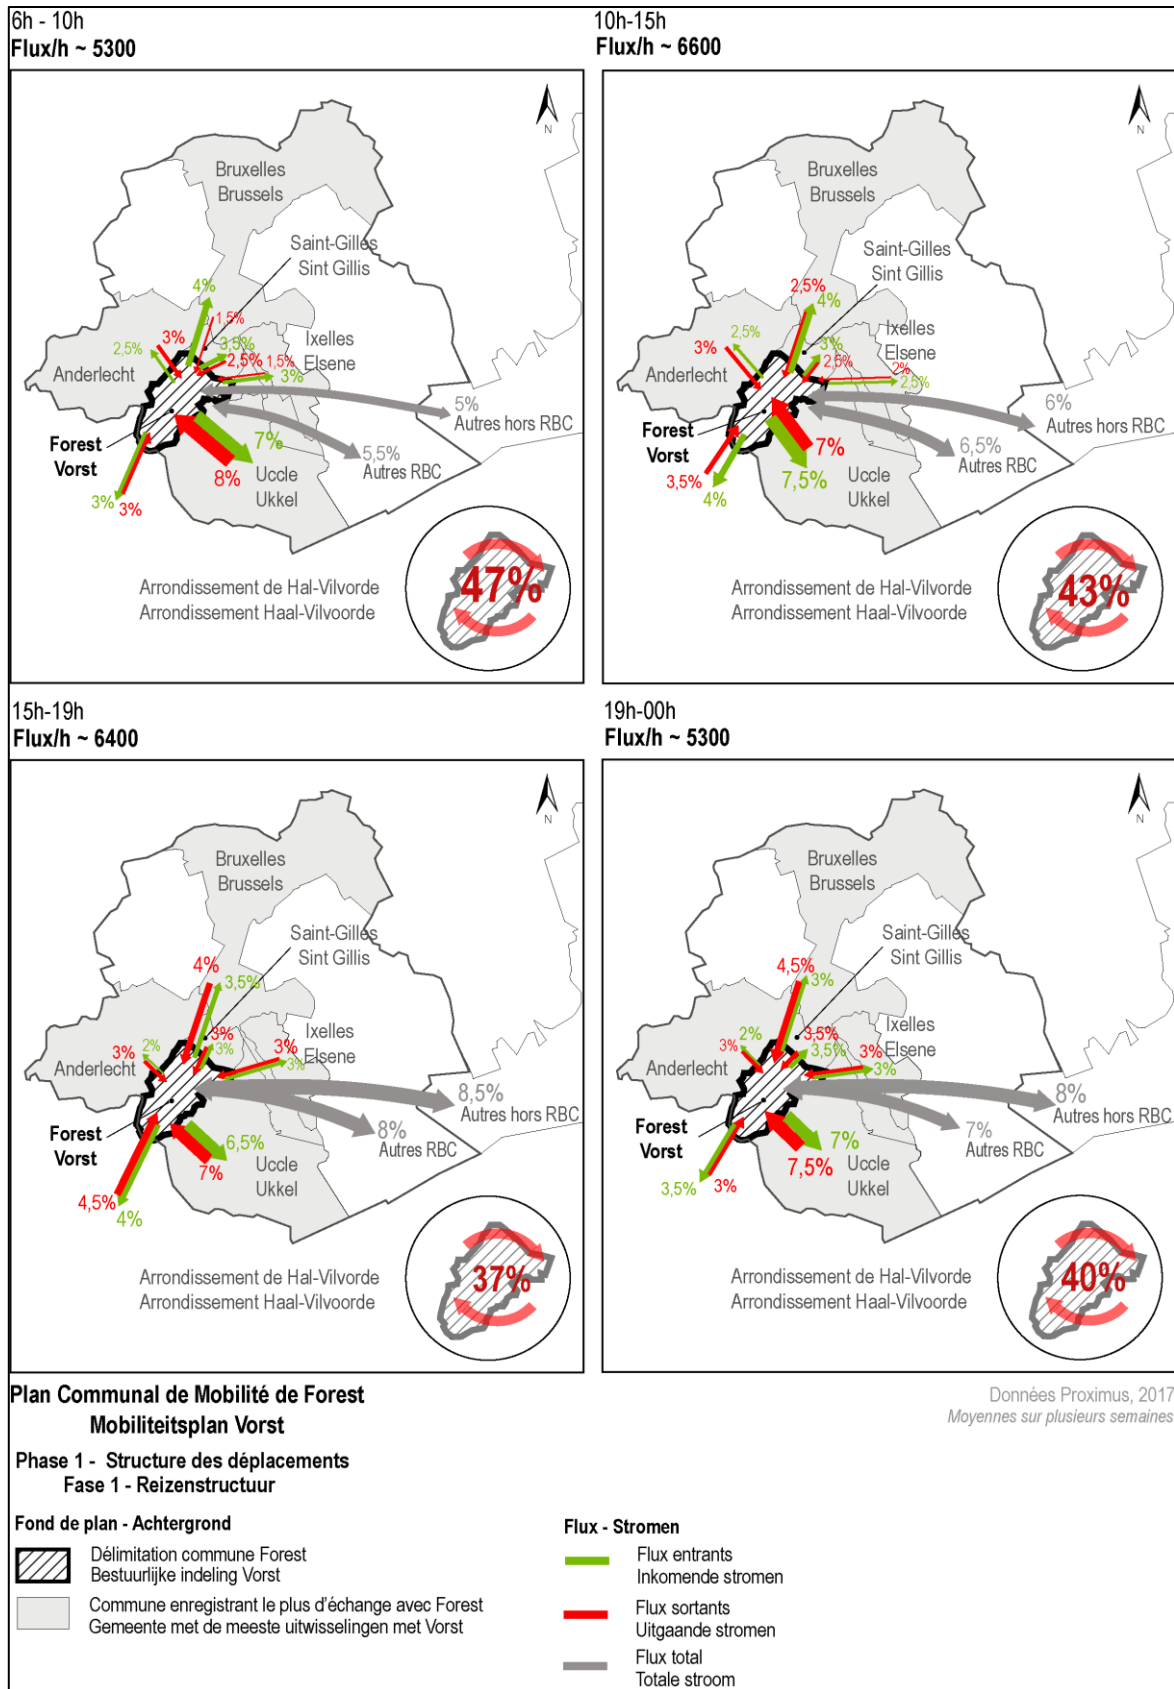 6h - 10h
Flux/h ~ 5300
N
Bruxelles
Brussels
Saint-Gilles
Sint Gillis
4%
1,5%
3%
3,5%
2,5%
2,5%
1,5%
3%
Ixelles
Elsene
Anderlecht
5%
Autres hors RBC
Forest
Vorst
7%
5,5%
Autres RBC
8%
Uccle
Ukkel
3%
3%
Arrondissement de Hal-Vilvorde
Arrondissement Haal-Vilvoorde
47%
10h-15h
Flux/h ~ 6600
N
Bruxelles
Brussels
Saint-Gilles
Sint Gillis
2,5%
4%
2,5%
3%
3%
2,5%
2%
2,5%
Ixelles
Elsene
Anderlecht
6%
Autres hors RBC
Forest
Vorst
7%
6,5%
Autres RBC
7,5%
Uccle
Ukkel
3,5%
4%
Arrondissement de Hal-Vilvorde
Arrondissement Haal-Vilvoorde
43%
15h-19h
Flux/h ~ 6400
N
Bruxelles
Brussels
Saint-Gilles
Sint Gillis
4%
3,5%
2%
3%
3%
3%
3%
3%
Ixelles
Elsene
Anderlecht
8,5%
Autres hors RBC
Forest
Vorst
6,5%
8%
Autres RBC
7%
Uccle
Ukkel
4,5%
4%
Arrondissement de Hal-Vilvorde
Arrondissement Haal-Vilvoorde
37%
19h-00h
Flux/h ~ 5300
N
Bruxelles
Brussels
Saint-Gilles
Sint Gillis
4,5%
3%
2%
3%
3,5%
3,5%
3%
3%
Ixelles
Elsene
Anderlecht
8%
Autres hors RBC
Forest
Vorst
7%
7%
Autres RBC
7,5%
Uccle
Ukkel
3,5%
3%
Arrondissement de Hal-Vilvorde
Arrondissement Haal-Vilvoorde
40%
Plan Communal de Mobilité de Forest
Mobiliteitsplan Vorst
Données Proximus, 2017
Moyennes sur plusieurs semaines
Phase 1 - Structure des déplacements
Fase 1 - Reizenstructuur
Fond de plan - Achtergrond
Délimitation commune Forest
Bestuurlijke indeling Vorst
Commune enregistrant le plus d'échange avec Forest
Gemeente met de meeste uitwisselingen met Vorst
Flux - Stromen
Flux entrants
Inkomende stromen
Flux sortants
Uitgaande stromen
Flux total
Totale stroom